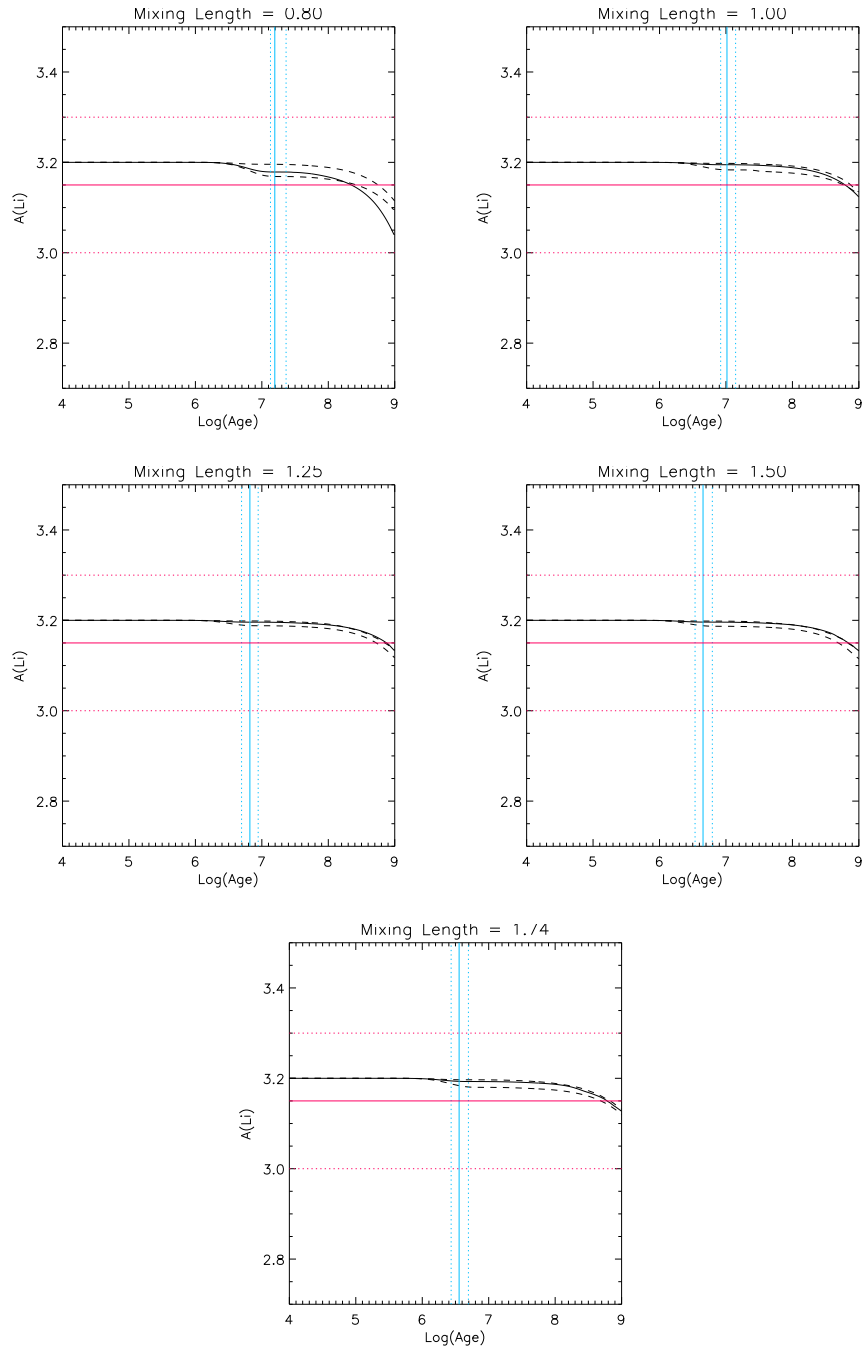 Mixing Length = 0.80
3.4
3.2
3.0
2.8
A(Li)
4 5 6 7 8 9
Log(Age)
Mixing Length = 1.00
3.4
3.2
3.0
2.8
A(Li)
4 5 6 7 8 9
Log(Age)
Mixing Length = 1.25
3.4
3.2
3.0
2.8
A(Li)
4 5 6 7 8 9
Log(Age)
Mixing Length = 1.50
3.4
3.2
3.0
2.8
A(Li)
4 5 6 7 8 9
Log(Age)
Mixing Length = 1.74
3.4
3.2
3.0
2.8
A(Li)
4 5 6 7 8 9
Log(Age)